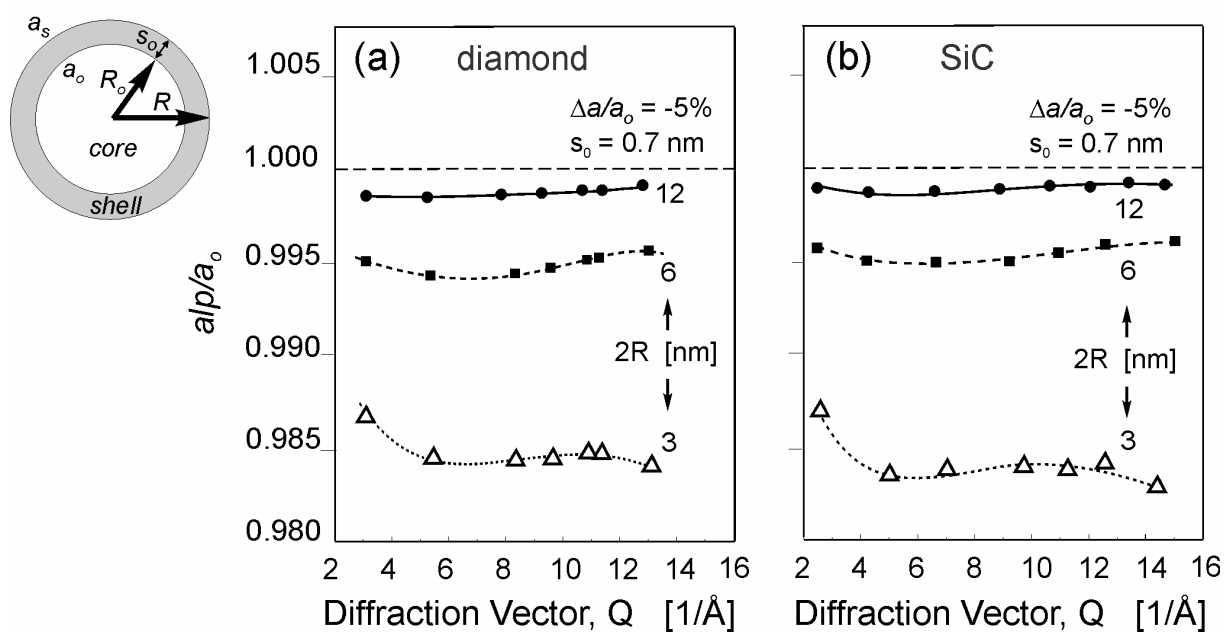 a_s
s_o
a_o
R_o
R
core
shell
alp/a_o
1.005
1.000
0.995
0.990
0.985
0.980
(a) diamond
Δa/a_o = -5%
s_0 = 0.7 nm
12
6
2R [nm]
3
2 4 6 8 10 12 14 16
Diffraction Vector, Q [1/Å]
(b) SiC
Δa/a_o = -5%
s_0 = 0.7 nm
12
6
2R [nm]
3
2 4 6 8 10 12 14 16
Diffraction Vector, Q [1/Å]